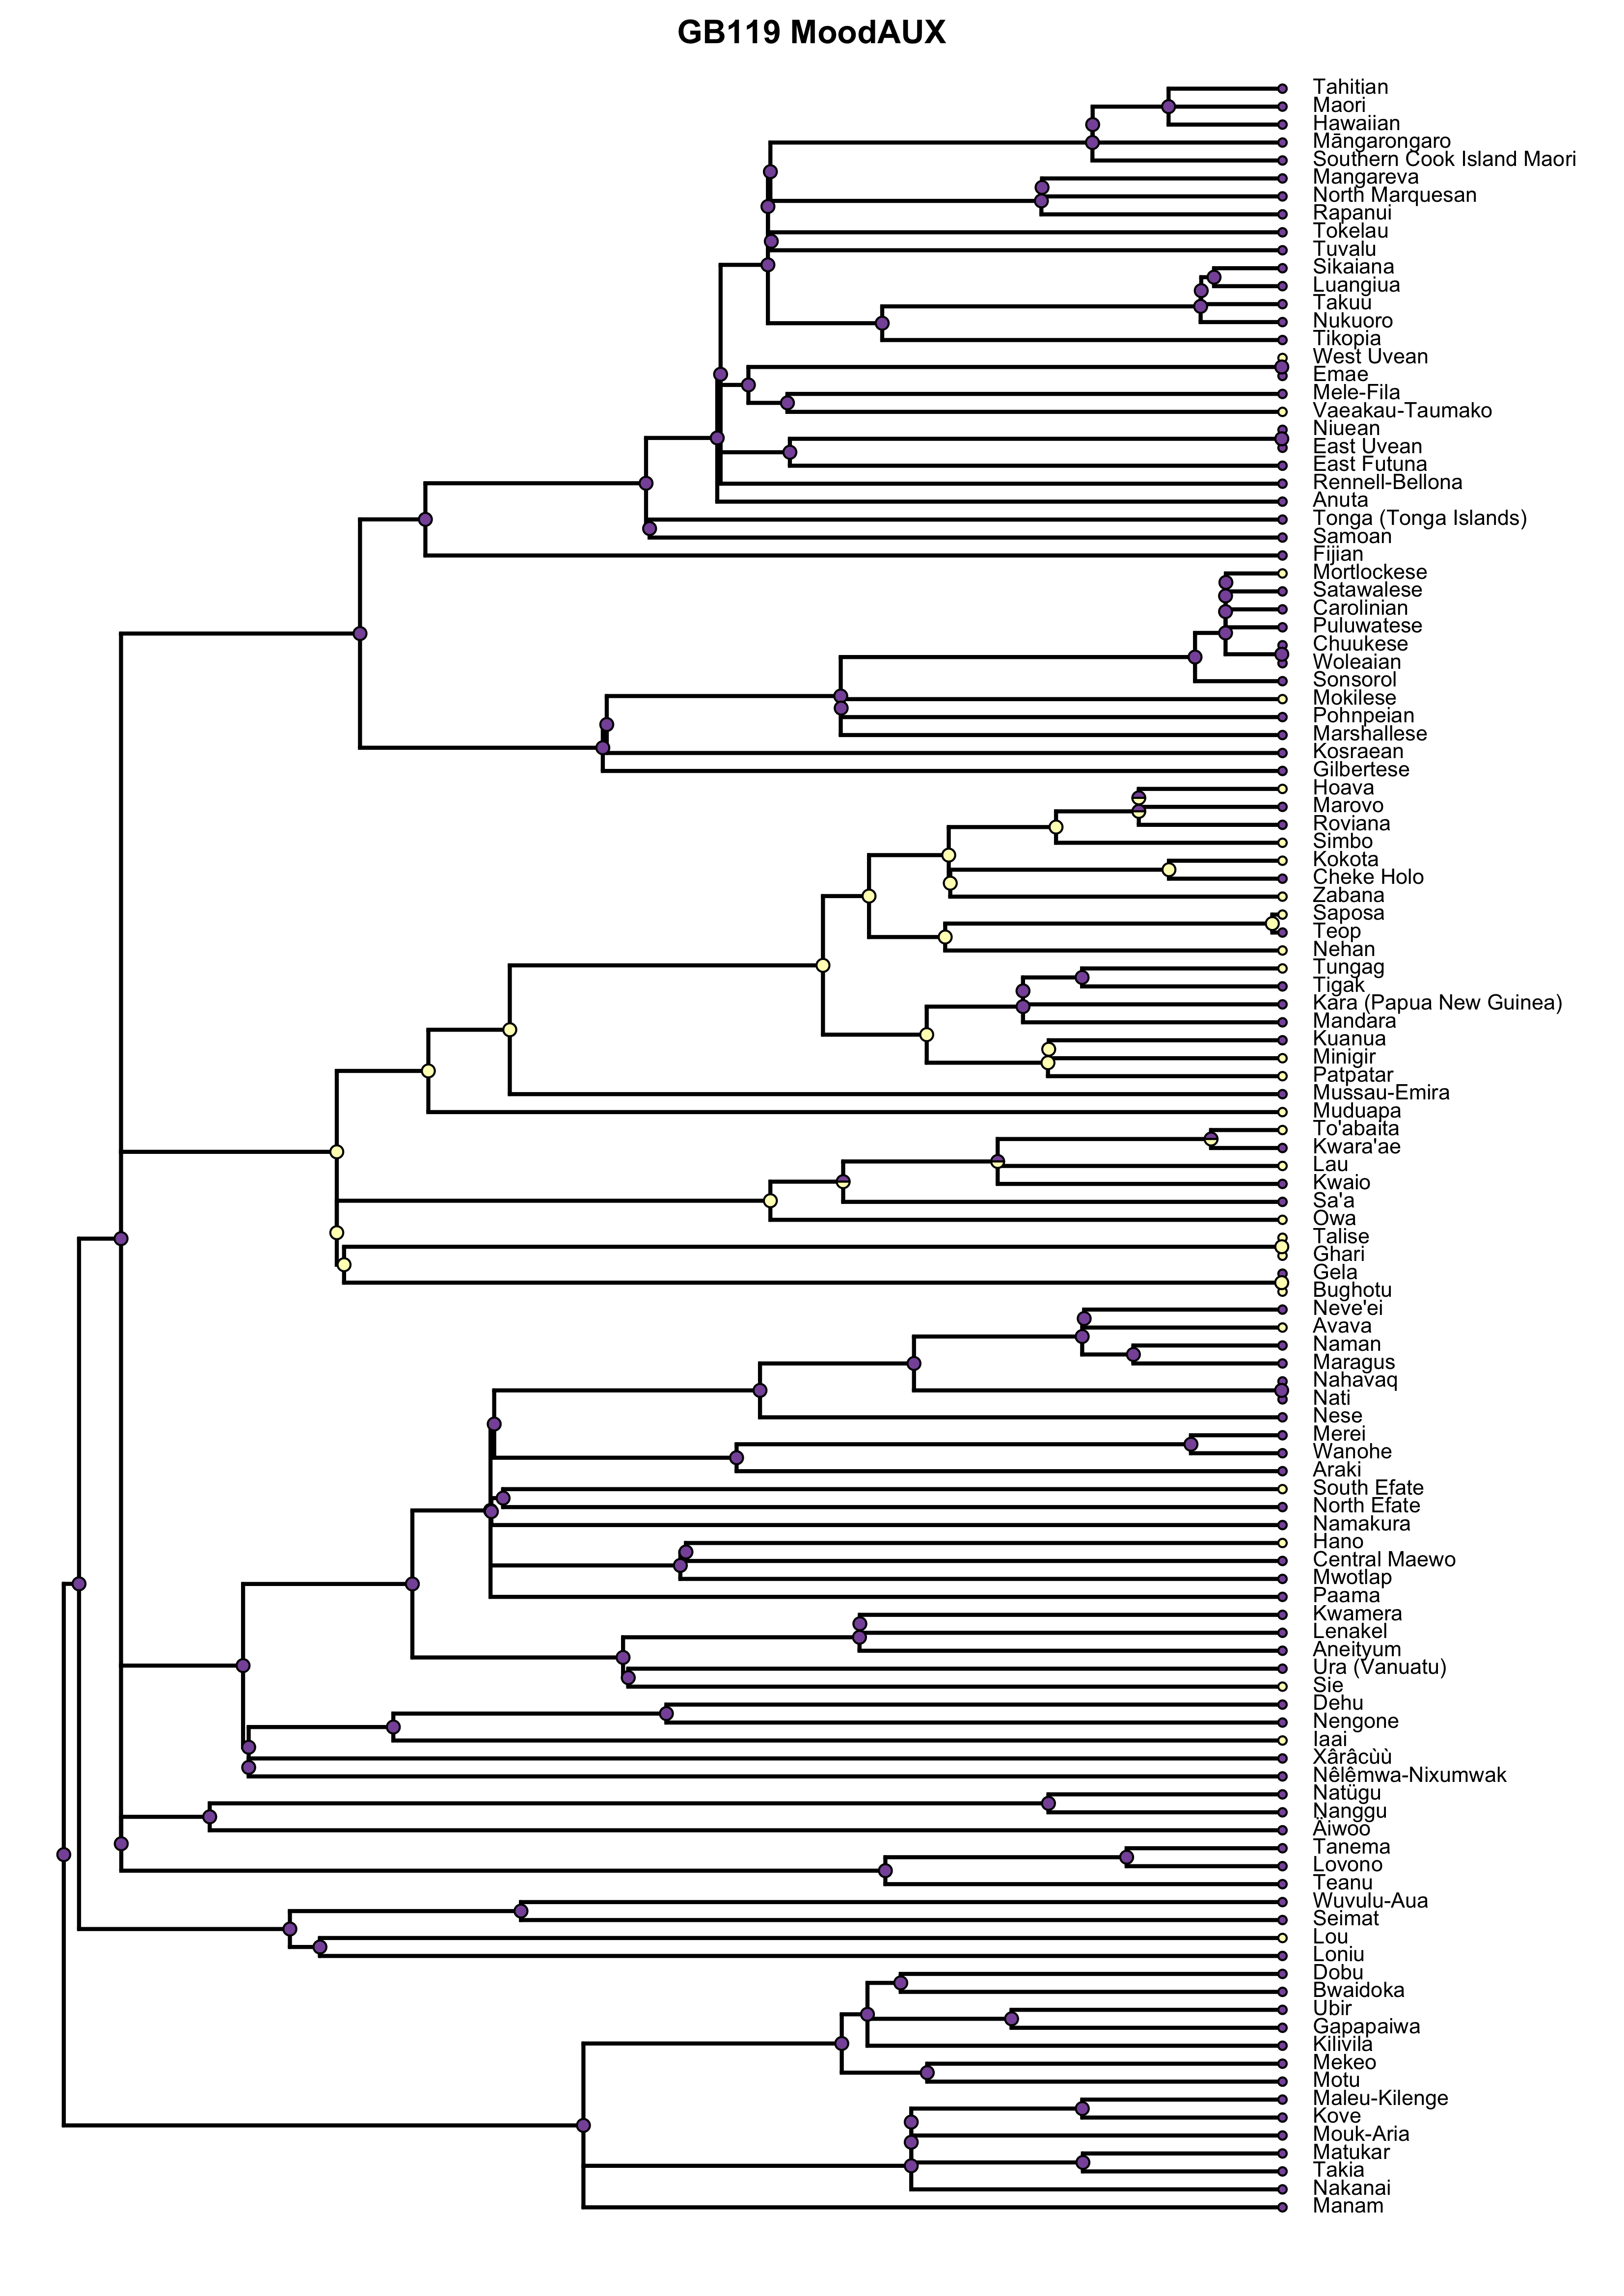 GB119 MoodAUX
Tahitian
Maori
Hawaiian
Māngarongaro
Southern Cook Island Maori
Mangareva
North Marquesan
Rapanui
Tokelau
Tuvalu
Sikaiana
Luangiua
Takuu
Nukuoro
Tikopia
West Uvean
Emae
Mele-Fila
Vaeakau-Taumako
Niuean
East Uvean
East Futuna
Rennell-Bellona
Anuta
Tonga (Tonga Islands)
Samoan
Fijian
Mortlockese
Satawalese
Carolinian
Puluwatese
Chuukese
Woleaian
Sonsorol
Mokilese
Pohnpeian
Marshallese
Kosraean
Gilbertese
Hoava
Marovo
Roviana
Simbo
Kokota
Cheke Holo
Zabana
Saposa
Teop
Nehan
Tungag
Tigak
Kara (Papua New Guinea)
Mandara
Kuanua
Minigir
Patpatar
Mussau-Emira
Muduapa
To'abaita
Kwara'ae
Lau
Kwaio
Sa'a
Owa
Talise
Ghari
Gela
Bughotu
Neve'ei
Avava
Naman
Maragus
Nahavaq
Nati
Nese
Merei
Wanohe
Araki
South Efate
North Efate
Namakura
Hano
Central Maewo
Mwotlap
Paama
Kwamera
Lenakel
Aneityum
Ura (Vanuatu)
Sie
Dehu
Nengone
Iaai
Xârâcùù
Nêlêmwa-Nixumwak
Natügu
Nanggu
Äiwoo
Tanema
Lovono
Teanu
Wuvulu-Aua
Seimat
Lou
Loniu
Dobu
Bwaidoka
Ubir
Gapapaiwa
Kilivila
Mekeo
Motu
Maleu-Kilenge
Kove
Mouk-Aria
Matukar
Takia
Nakanai
Manam